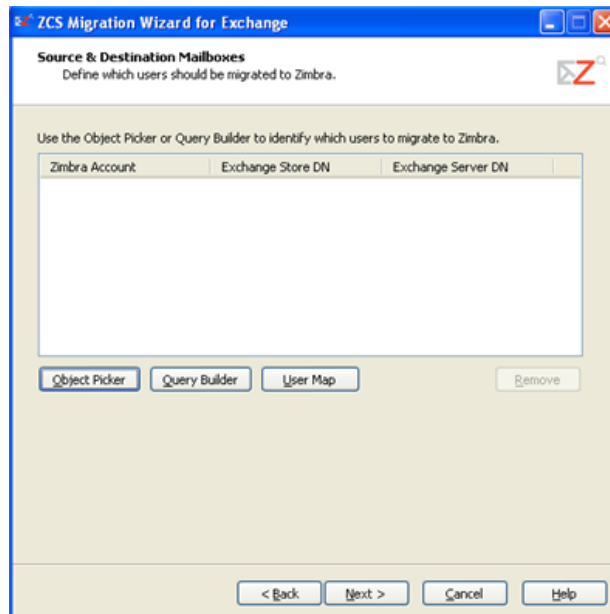 ZCS Migration Wizard for Exchange
Source & Destination Mailboxes
Define which users should be migrated to Zimbra.
Use the Object Picker or Query Builder to identify which users to migrate to Zimbra.
Zimbra Account Exchange Store DN Exchange Server DN
Object Picker Query Builder User Map Remove
< Back Next > Cancel Help